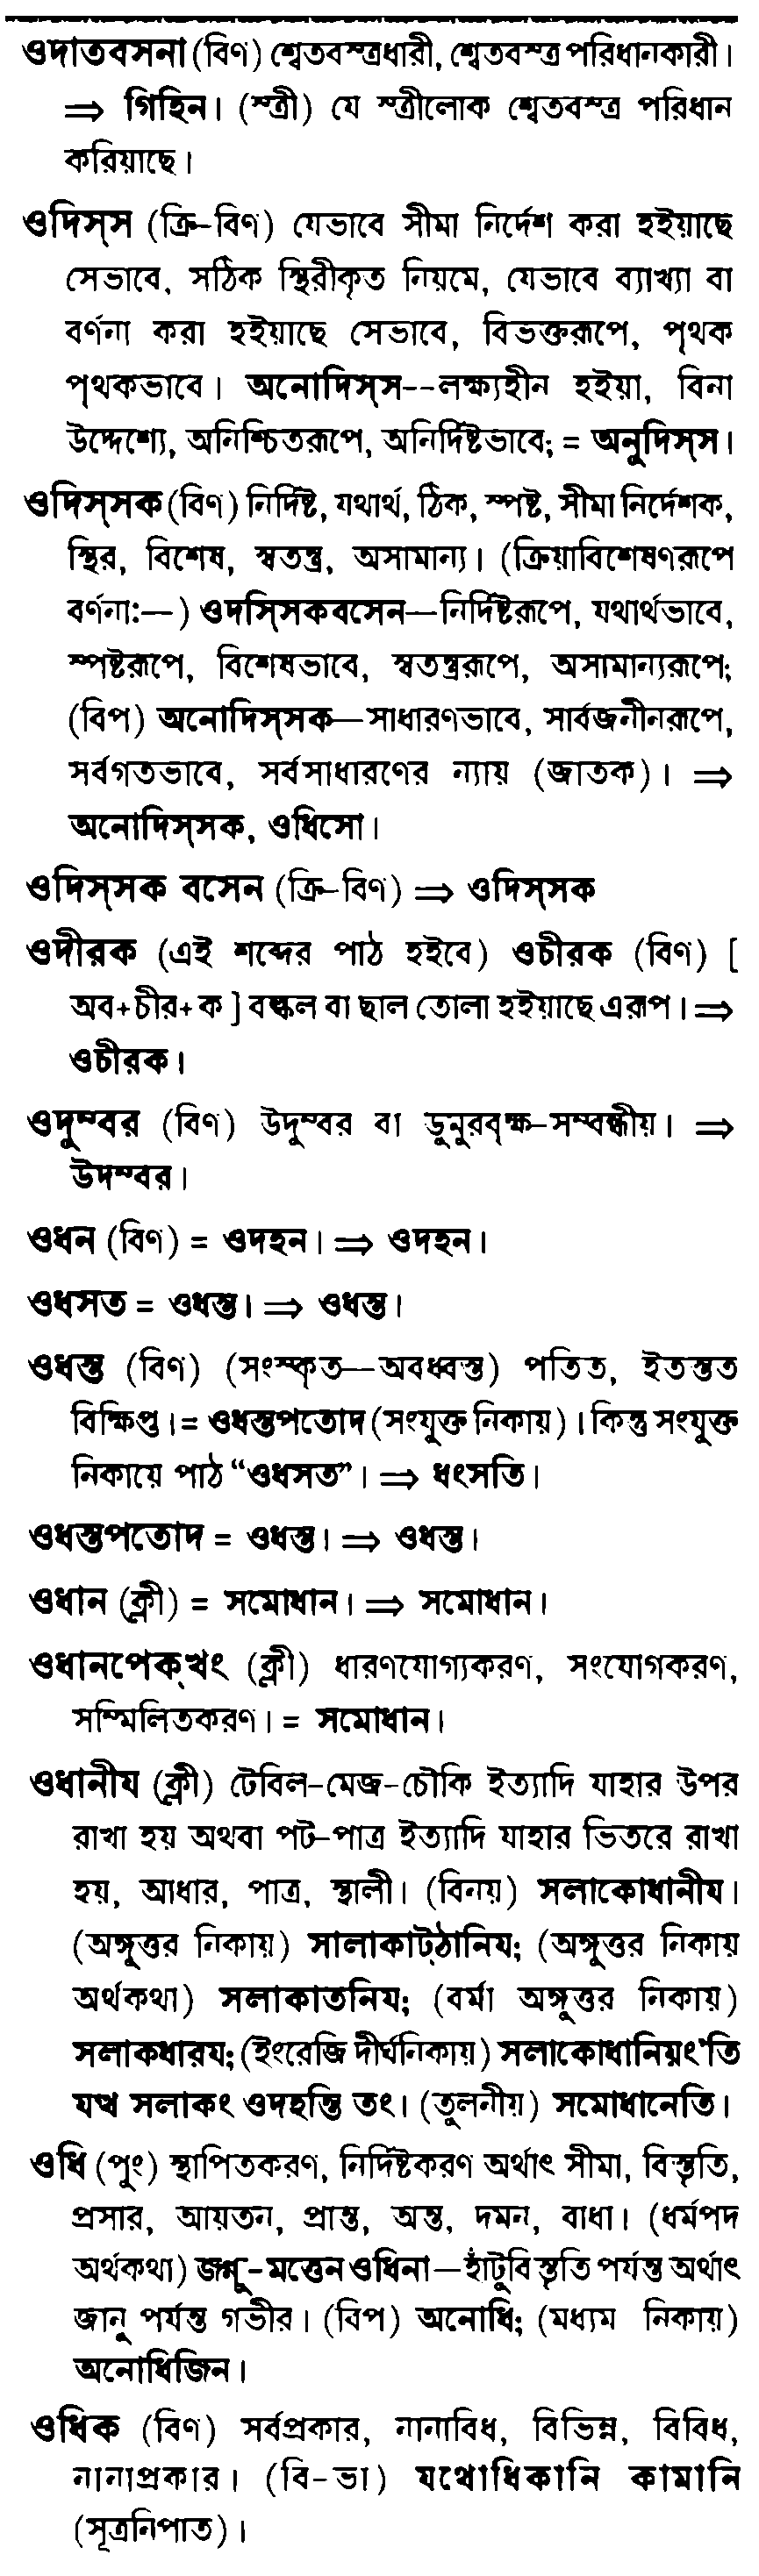 ওদাতবসনা (বিণ) শ্বেতবস্ত্রধারী, শ্বেতবস্ত্র পরিধানকারী।
⇒ গিহিন। (স্ত্রী) যে স্ত্রীলোক শ্বেতবস্ত্র পরিধান
করিয়াছে।
ওদিস্‌স (ক্রি-বিণ) যেভাবে সীমা নির্দেশ করা হইয়াছে
সেভাবে, সঠিক স্থিরীকৃত নিয়মে, যেভাবে ব্যাখ্যা বা
বর্ণনা করা হইয়াছে সেভাবে, বিভক্তরূপে, পৃথক
পৃথকভাবে। অনোদিস্‌স--লক্ষ্যহীন হইয়া, বিনা
উদ্দেশ্যে, অনিশ্চিতরূপে, অনির্দিষ্টভাবে; = অনুদিস্‌স।
ওদিস্‌সক (বিণ) নির্দিষ্ট, যথার্থ, ঠিক, স্পষ্ট, সীমা নির্দেশক,
স্থির, বিশেষ, স্বতন্ত্র, অসামান্য। (ক্রিয়াবিশেষণরূপে
বর্ণনা:—) ওদস্‌সিকবসেন—নির্দিষ্টরূপে, যথার্থভাবে,
স্পষ্টরূপে, বিশেষভাবে, স্বতন্ত্ররূপে, অসামান্যরূপে;
(বিপ) অনোদিস্‌সক—সাধারণভাবে, সার্বজনীনরূপে,
সর্বগতভাবে, সর্বসাধারণের ন্যায় (জাতক)। ⇒
অনোদিস্‌সক, ওধিসো।
ওদিস্‌সক বসেন (ক্রি-বিণ) ⇒ ওদিস্‌সক
ওদীরক (এই শব্দের পাঠ হইবে) ওচীরক (বিণ) [
অব+চীর+ক ] বল্কল বা ছাল তোলা হইয়াছে এরূপ। ⇒
ওচীরক।
ওদুম্বর (বিণ) উদুম্বর বা ডুমুরবৃক্ষ-সম্বন্ধীয়। ⇒
উদম্বর।
ওধন (বিণ) = ওদহন। ⇒ ওদহন।
ওধসত = ওধস্ত। ⇒ ওধস্ত।
ওধস্ত (বিণ) (সংস্কৃত—অবধ্বস্ত) পতিত, ইতস্তত
বিক্ষিপ্ত। = ওধস্তপতোদ (সংযুক্ত নিকায়)। কিন্তু সংযুক্ত
নিকায়ে পাঠ “ওধসত”। ⇒ ধংসতি।
ওধস্তপতোদ = ওধস্ত। ⇒ ওধস্ত।
ওধান (ক্লী) = সমোধান। ⇒ সমোধান।
ওধানপেক্‌খং (ক্লী) ধারণযোগ্যকরণ, সংযোগকরণ,
সম্মিলিতকরণ। = সমোধান।
ওধানীয (ক্লী) টেবিল-মেজ-চৌকি ইত্যাদি যাহার উপর
রাখা হয় অথবা পট-পাত্র ইত্যাদি যাহার ভিতরে রাখা
হয়, আধার, পাত্র, স্থালী। (বিনয়) সলাকোধানীয।
(অঙ্গুত্তর নিকায়) সালাকাট্‌ঠানিয; (অঙ্গুত্তর নিকায়
অর্থকথা) সলাকাতনিয; (বর্মা অঙ্গুত্তর নিকায়)
সলাকধারয; (ইংরেজি দীর্ঘনিকায়) সলাকোধানিয়ং'তি
যত্থ সলাকং ওদহন্তি তং। (তুলনীয়) সমোধানেতি।
ওধি (পুং) স্থাপিতকরণ, নির্দিষ্টকরণ অর্থাৎ সীমা, বিস্তৃতি,
প্রসার, আয়তন, প্রান্ত, অন্ত, দমন, বাধা। (ধর্মপদ
অর্থকথা) জন্নু-মত্তেন ওধিনা—হাঁটুবিস্তৃতি পর্যন্ত অর্থাৎ
জানু পর্যন্ত গভীর। (বিপ) অনোধি; (মধ্যম নিকায়)
অনোধিজিন।
ওধিক (বিণ) সর্বপ্রকার, নানাবিধ, বিভিন্ন, বিবিধ,
নানাপ্রকার। (বি-ভা) যথোধিকানি কামানি
(সূত্রনিপাত)।